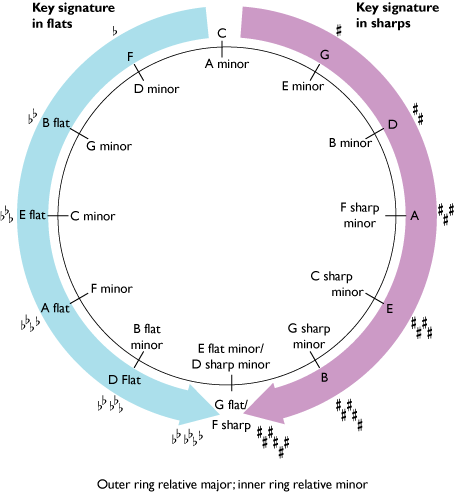 Key signature
in flats
Key signature
in sharps
C
A minor
F
D minor
G
E minor
B flat
G minor
D
B minor
E flat
C minor
A
F sharp
minor
A flat
F minor
E
C sharp
minor
D Flat
B flat
minor
B
G sharp
minor
E flat minor/
D sharp minor
G flat/
F sharp
Outer ring relative major; inner ring relative minor